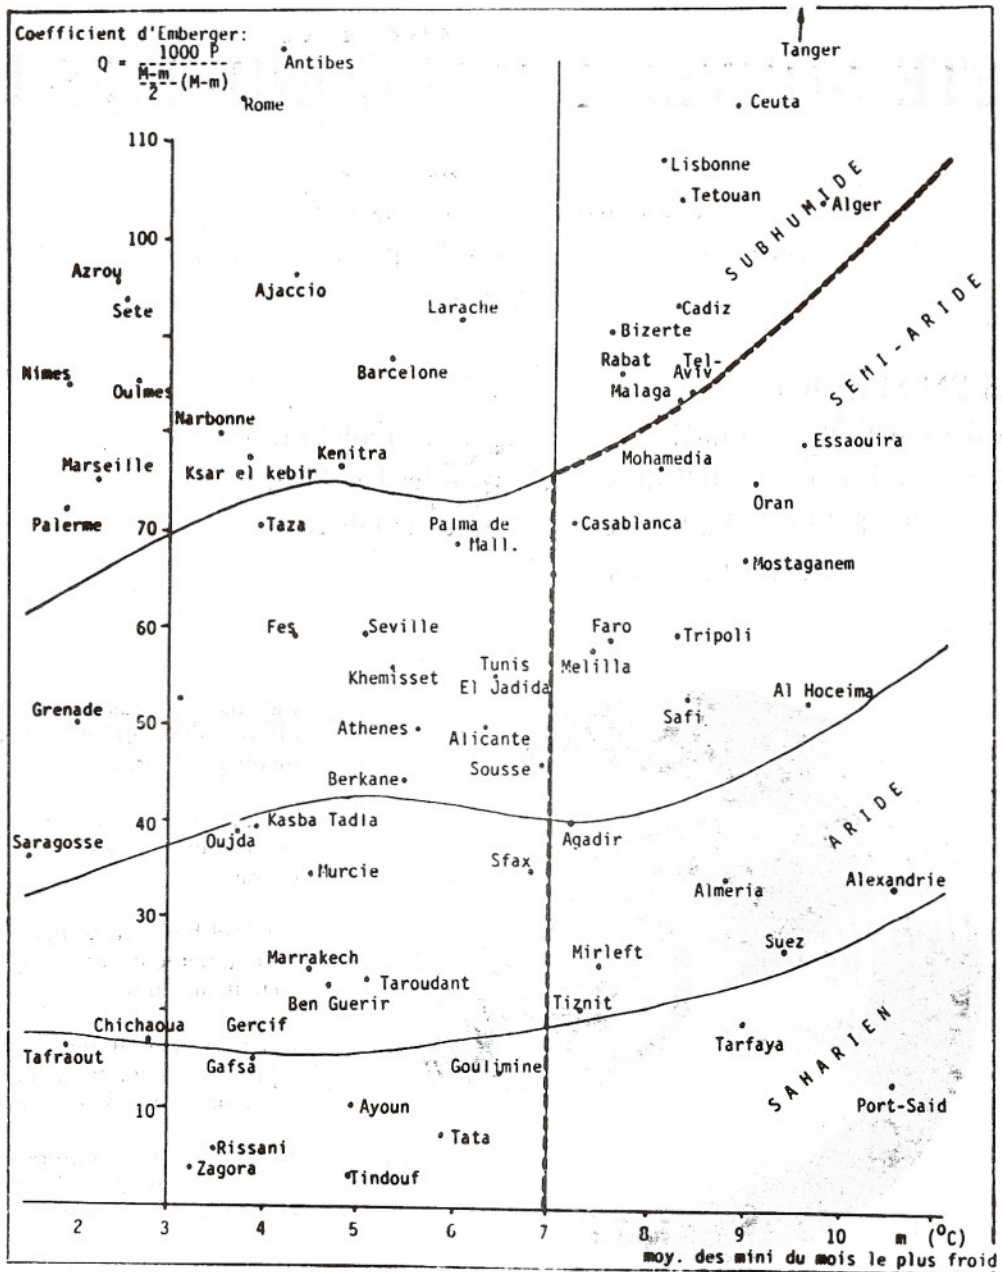 Coefficient d'Emberger:
Q = 1000 P
M-m (M-m)
2
Antibes
Rome
Tanger
Ceuta
110
Lisbonne
Tetouan
Alger
SUBHUMIDE
100
Azrou
Sete
Ajaccio
Larache
Cadiz
Bizerte
SEMI-ARIDE
Nimes
Oulmes
Barcelone
Rabat
Tel-
Aviv
Malaga
Narbonne
Essaouira
Marseille
Ksar el kebir
Kenitra
Mohamedia
Oran
Palerme
70
Taza
Palma de
Mall.
Casablanca
Mostaganem
60
Fes
Seville
Faro
Tripoli
Khemisset
Tunis
El Jadida
Melilla
Al Hoceima
Grenade
50
Safi
Athenes
Alicante
Sousse
Berkane
ARIDE
40
Kasba Tadla
Oujda
Agadir
Saragosse
Sfax
Murcie
Almeria
Alexandrie
30
Marrakech
Mirleft
Suez
Taroudant
Ben Guerir
Tiznit
Chichaoua
Gercif
Tafraout
Gafsa
Goulimine
Tarfaya
SAHARIEN
10
Ayoun
Port-Said
Tata
Rissani
Zagora
Tindouf
2 3 4 5 6 7 8 9 10 m (°C)
moy. des mini du mois le plus froid